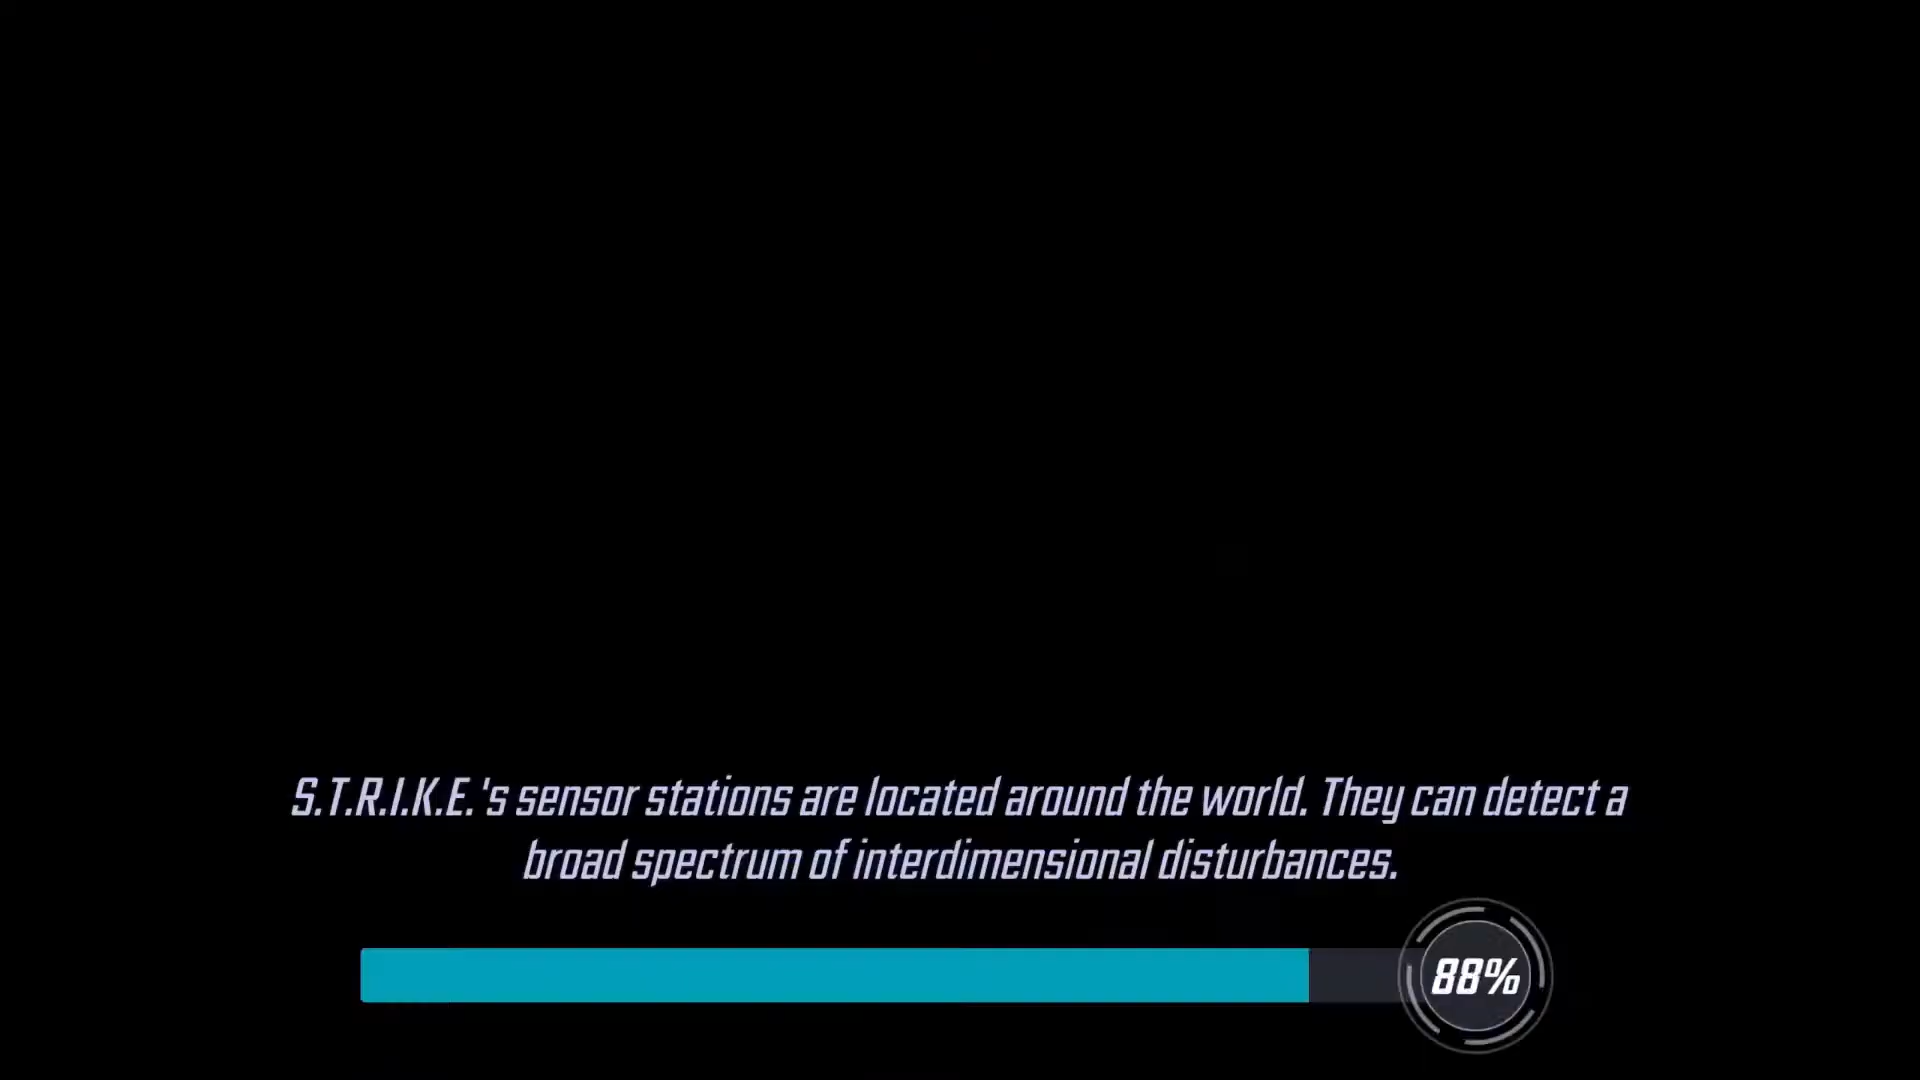 S.T.R.I.K.E.'s sensor stations are located around the world. They can detect a
broad spectrum of interdimensional disturbances.
88%